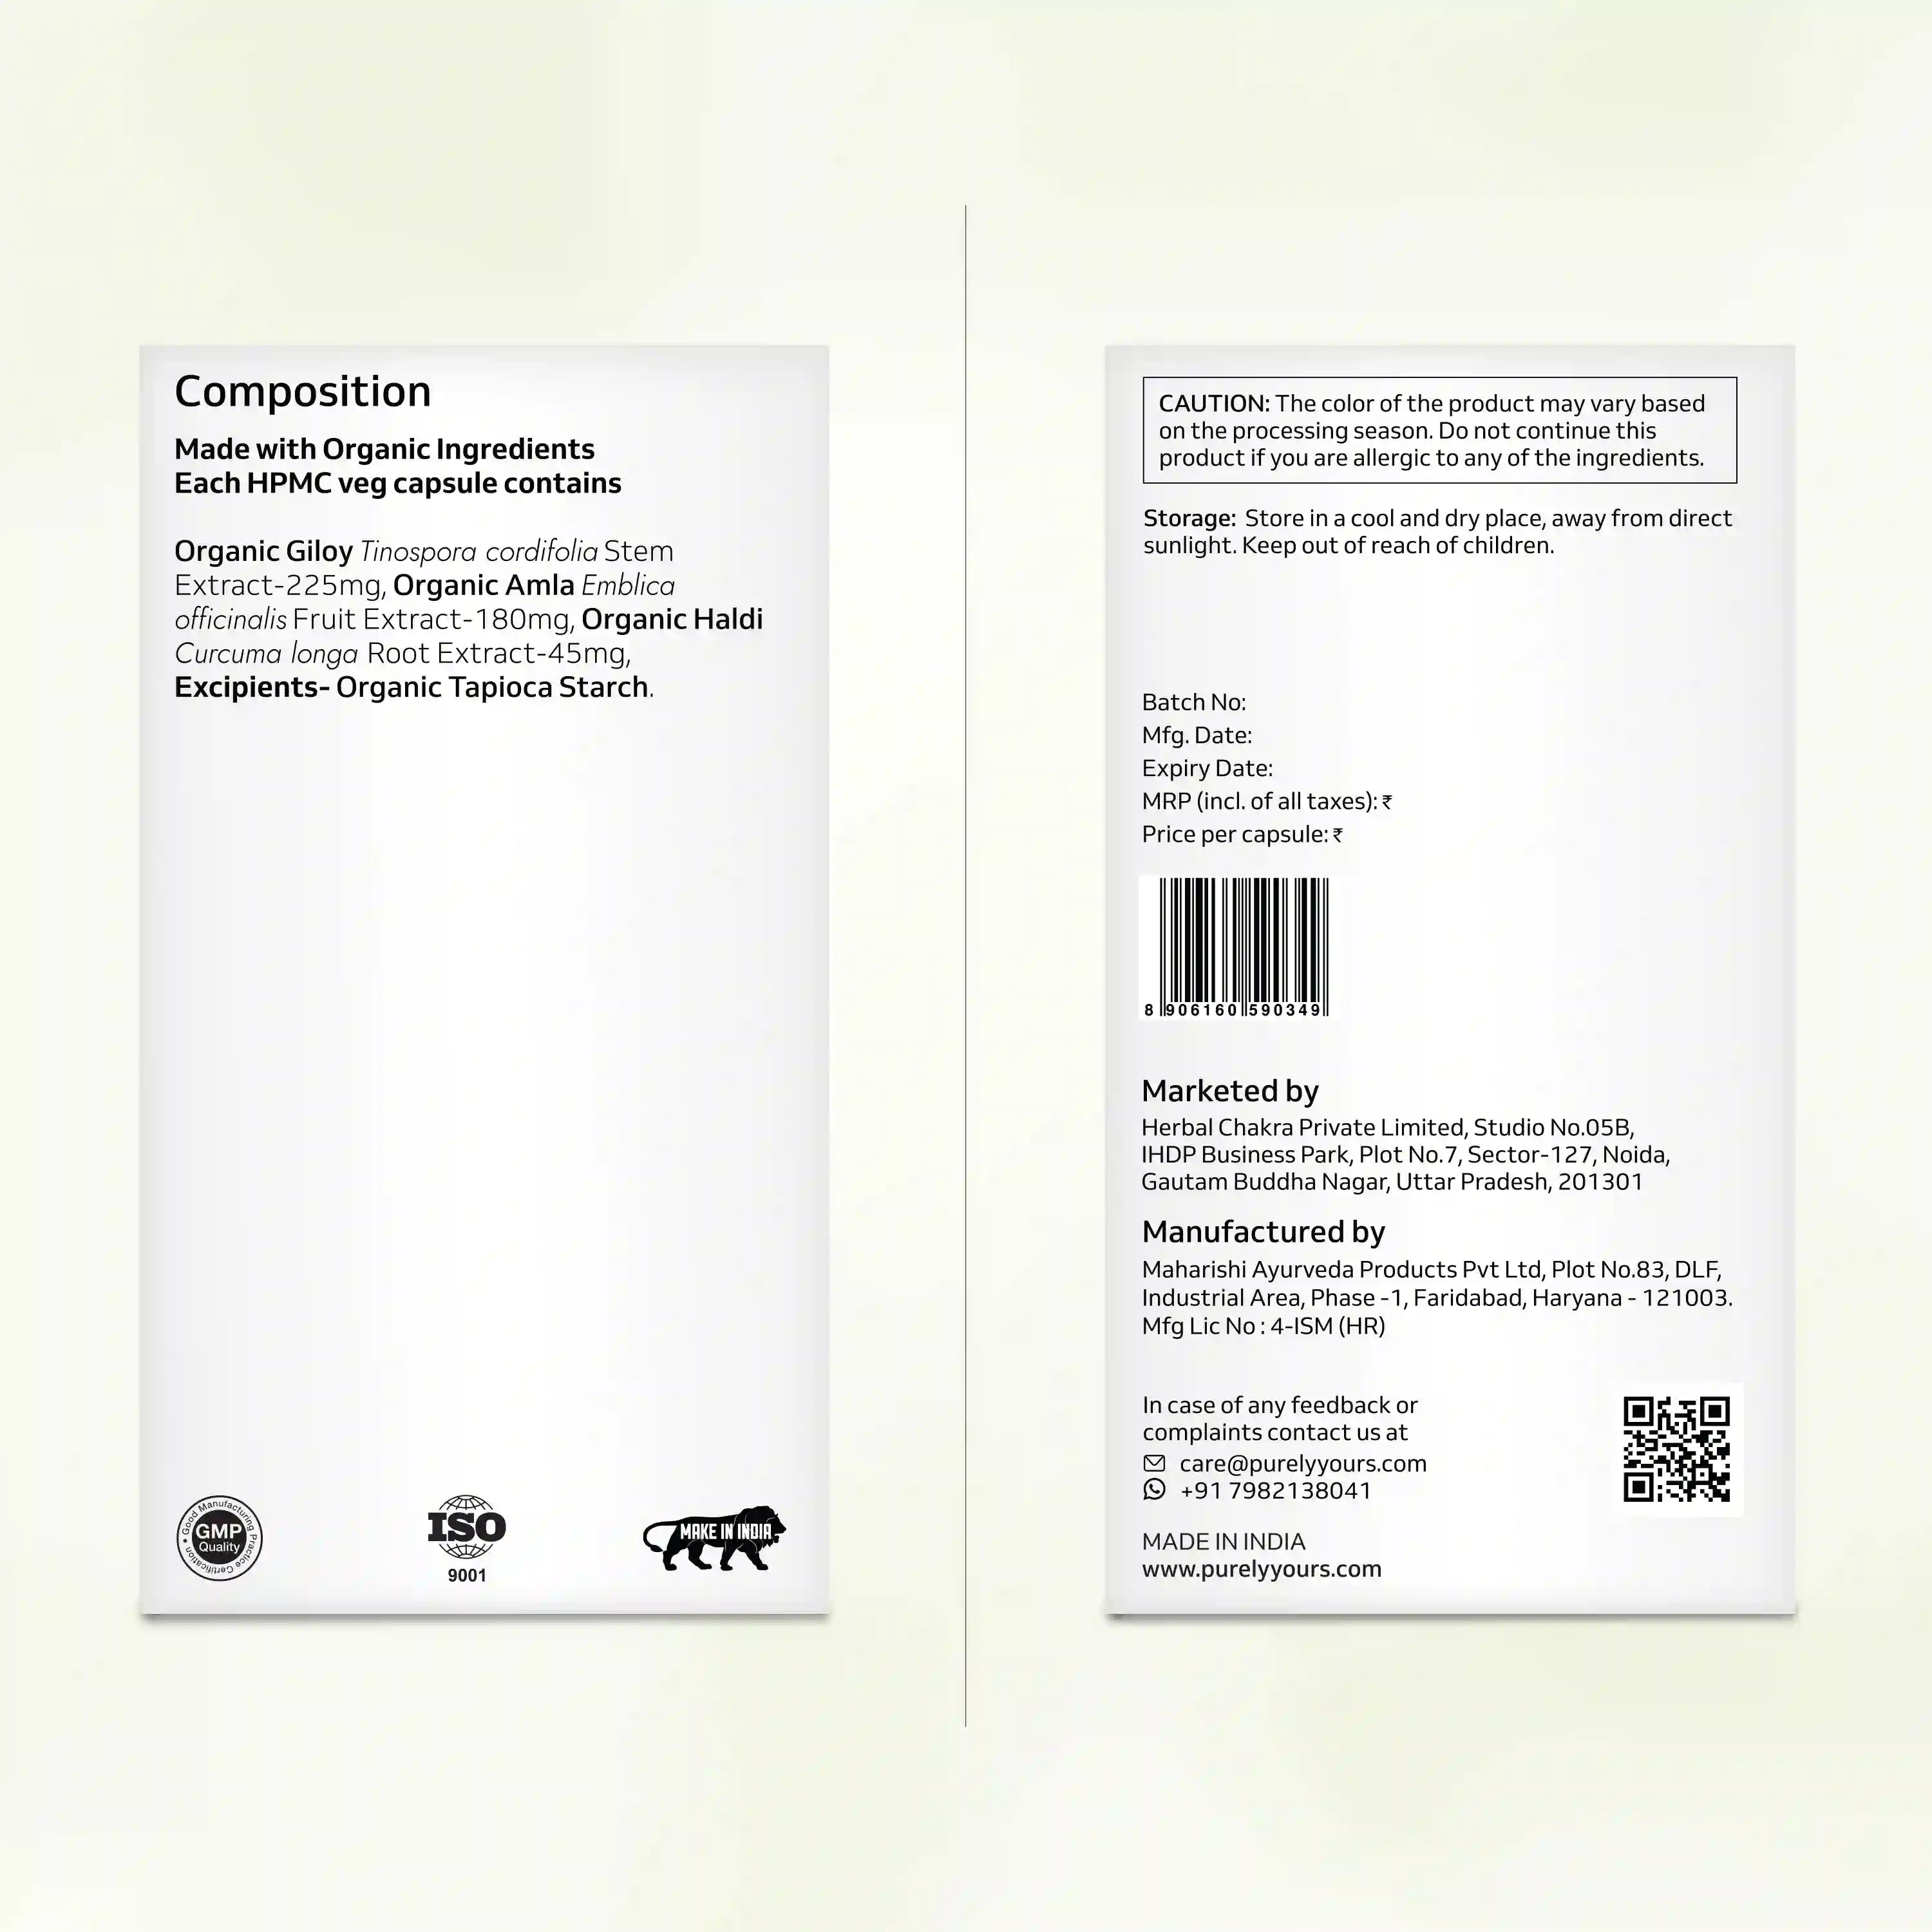 Composition
Made with Organic Ingredients
Each HPMC veg capsule contains
Organic Giloy Tinospora cordifolia Stem
Extract-225mg, Organic Amla Emblica
officinalis Fruit Extract-180mg, Organic Haldi
Curcuma longa Root Extract-45mg,
Excipients- Organic Tapioca Starch.
Good Manufacturing Practice Certification
GMP
Quality
ISO
9001
MAKE IN INDIA
CAUTION: The color of the product may vary based
on the processing season. Do not continue this
product if you are allergic to any of the ingredients.
Storage: Store in a cool and dry place, away from direct
sunlight. Keep out of reach of children.
Batch No:
Mfg. Date:
Expiry Date:
MRP (incl. of all taxes): ₹
Price per capsule: ₹
8 906160 590349
Marketed by
Herbal Chakra Private Limited, Studio No.05B,
IHDP Business Park, Plot No.7, Sector-127, Noida,
Gautam Buddha Nagar, Uttar Pradesh, 201301
Manufactured by
Maharishi Ayurveda Products Pvt Ltd, Plot No.83, DLF,
Industrial Area, Phase -1, Faridabad, Haryana - 121003.
Mfg Lic No : 4-ISM (HR)
In case of any feedback or
complaints contact us at
care@purelyyours.com
+91 7982138041
MADE IN INDIA
www.purelyyours.com